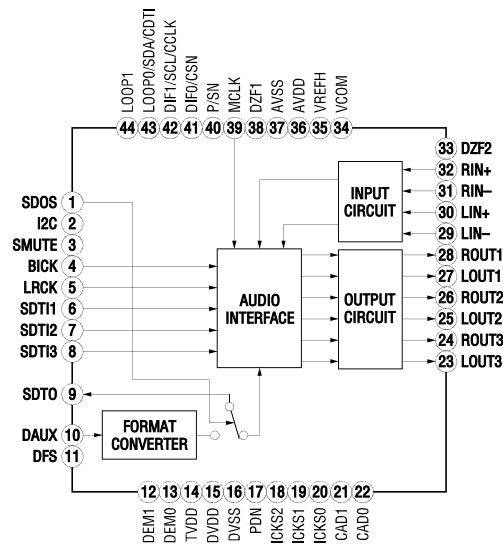 LOOP1
LOOP0/SDA/CDTI
DIF1/SCL/CCLK
DIF0/CSN
P/SN
MCLK
DZF1
AVSS
AVDD
VREFH
VCOM
44 43 42 41 40 39 38 37 36 35 34
33 DZF2
32 RIN+
31 RIN–
30 LIN+
29 LIN–
28 ROUT1
27 LOUT1
26 ROUT2
25 LOUT2
24 ROUT3
23 LOUT3
INPUT
CIRCUIT
SDOS 1
I2C 2
SMUTE 3
BICK 4
LRCK 5
SDTI1 6
SDTI2 7
SDTI3 8
SDTO 9
DAUX 10
DFS 11
AUDIO
INTERFACE
OUTPUT
CIRCUIT
FORMAT
CONVERTER
12 13 14 15 16 17 18 19 20 21 22
DEM1
DEM0
TVDD
DVDD
DVSS
PDN
ICKS2
ICKS1
ICKS0
CAD1
CAD0